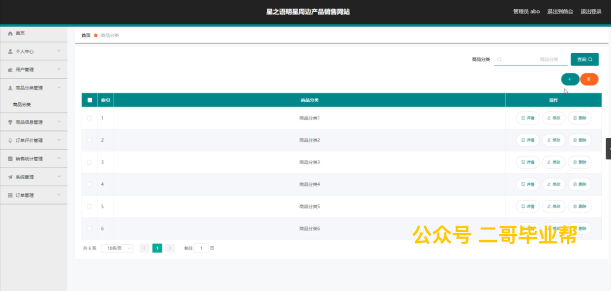 星之语明星周边产品销售网站
管理员 abo 退出到前台 退出登录
首页
个人中心
用户管理
商品分类管理
商品分类
商品信息管理
订单评价管理
销售统计管理
系统管理
订单管理
首页 商品分类
商品分类 商品分类 查询
索引 商品分类 操作
1 商品分类1 详情 修改 删除
2 商品分类2 详情 修改 删除
3 商品分类3 详情 修改 删除
4 商品分类4 详情 修改 删除
5 商品分类5 详情 修改 删除
6 商品分类6 详情 修改 删除
共 6 条 10条/页 1 前往 1 页
公众号 二哥毕业帮